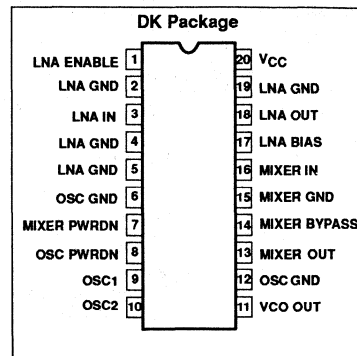 DK Package
LNA ENABLE 1 20 VCC
LNA GND 2 19 LNA GND
LNA IN 3 18 LNA OUT
LNA GND 4 17 LNA BIAS
LNA GND 5 16 MIXER IN
OSC GND 6 15 MIXER GND
MIXER PWRDN 7 14 MIXER BYPASS
OSC PWRDN 8 13 MIXER OUT
OSC1 9 12 OSC GND
OSC2 10 11 VCO OUT